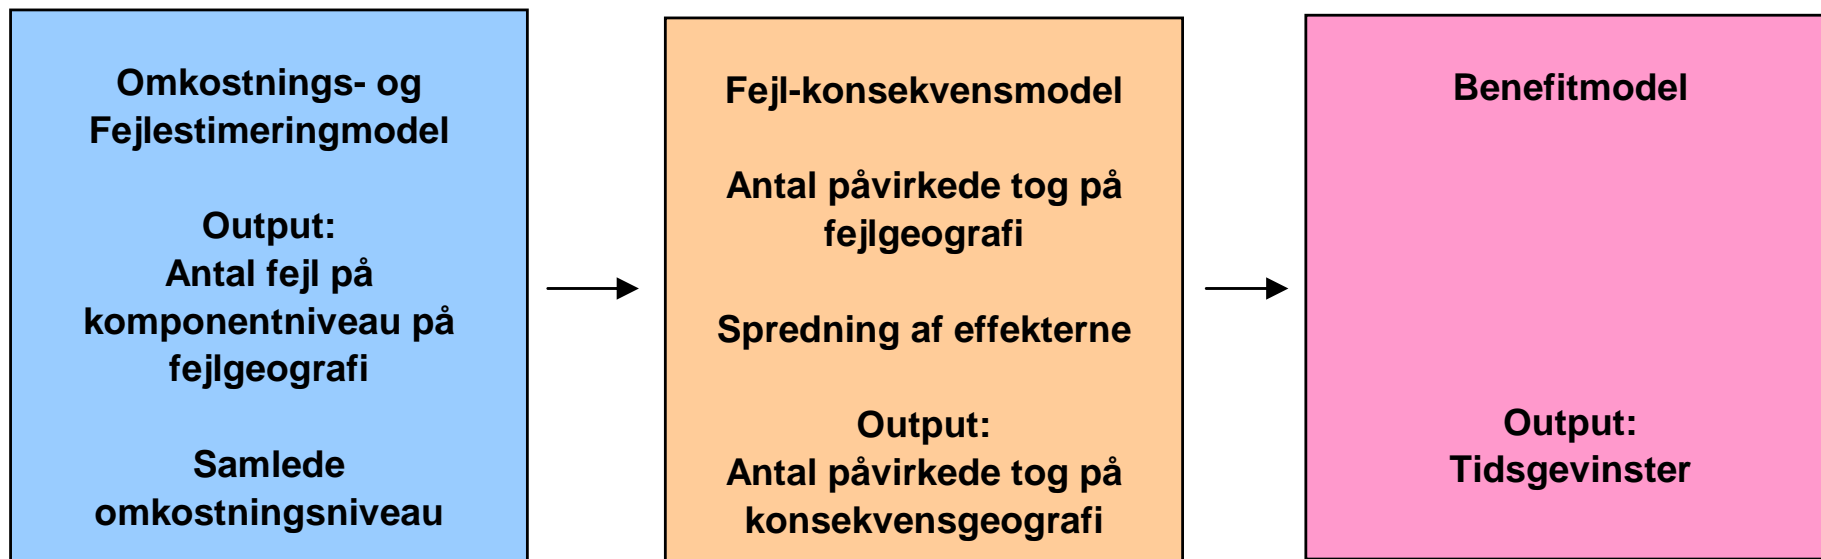 Omkostnings- og
Fejlestimeringmodel
Output:
Antal fejl på
komponentniveau på
fejlgeografi
Samlede
omkostningsniveau
Fejl-konsekvensmodel
Antal påvirkede tog på
fejlgeografi
Spredning af effekterne
Output:
Antal påvirkede tog på
konsekvensgeografi
Benefitmodel
Output:
Tidsgevinster